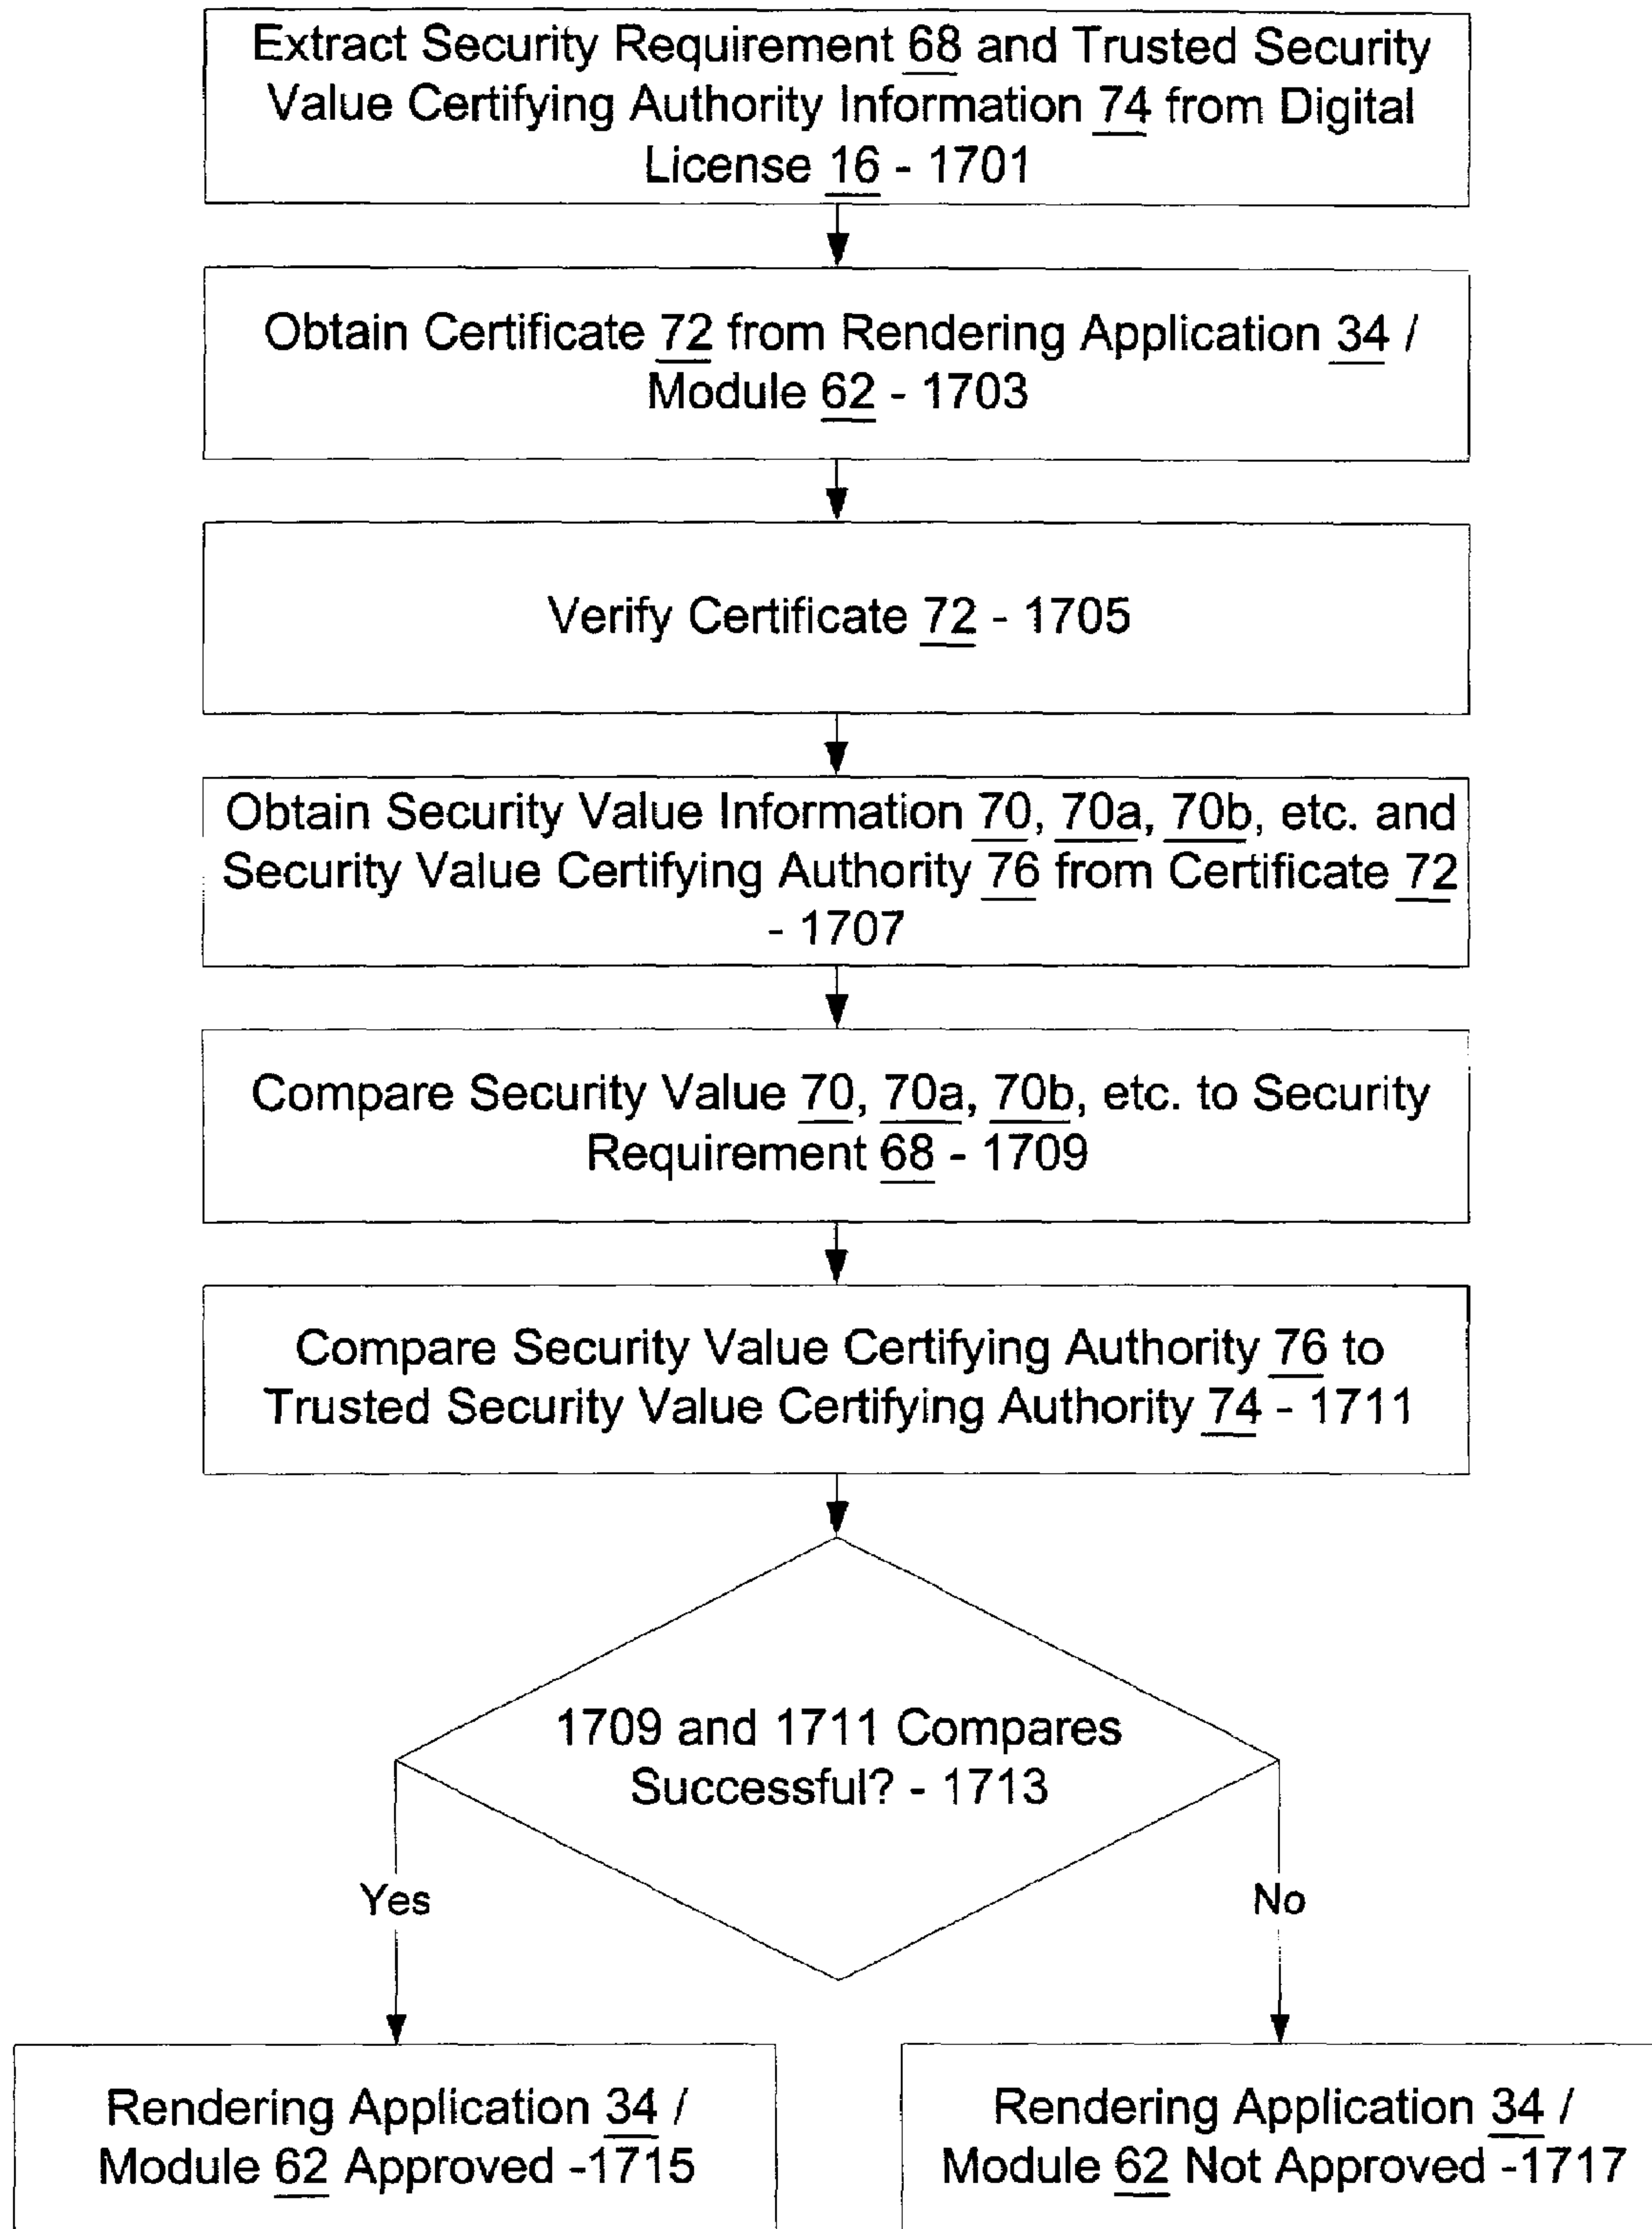 Extract Security Requirement 68 and Trusted Security
Value Certifying Authority Information 74 from Digital
License 16 - 1701
Obtain Certificate 72 from Rendering Application 34 /
Module 62 - 1703
Verify Certificate 72 - 1705
Obtain Security Value Information 70, 70a, 70b, etc. and
Security Value Certifying Authority 76 from Certificate 72
- 1707
Compare Security Value 70, 70a, 70b, etc. to Security
Requirement 68 - 1709
Compare Security Value Certifying Authority 76 to
Trusted Security Value Certifying Authority 74 - 1711
1709 and 1711 Compares
Successful? - 1713
Yes
No
Rendering Application 34 /
Module 62 Approved -1715
Rendering Application 34 /
Module 62 Not Approved -1717